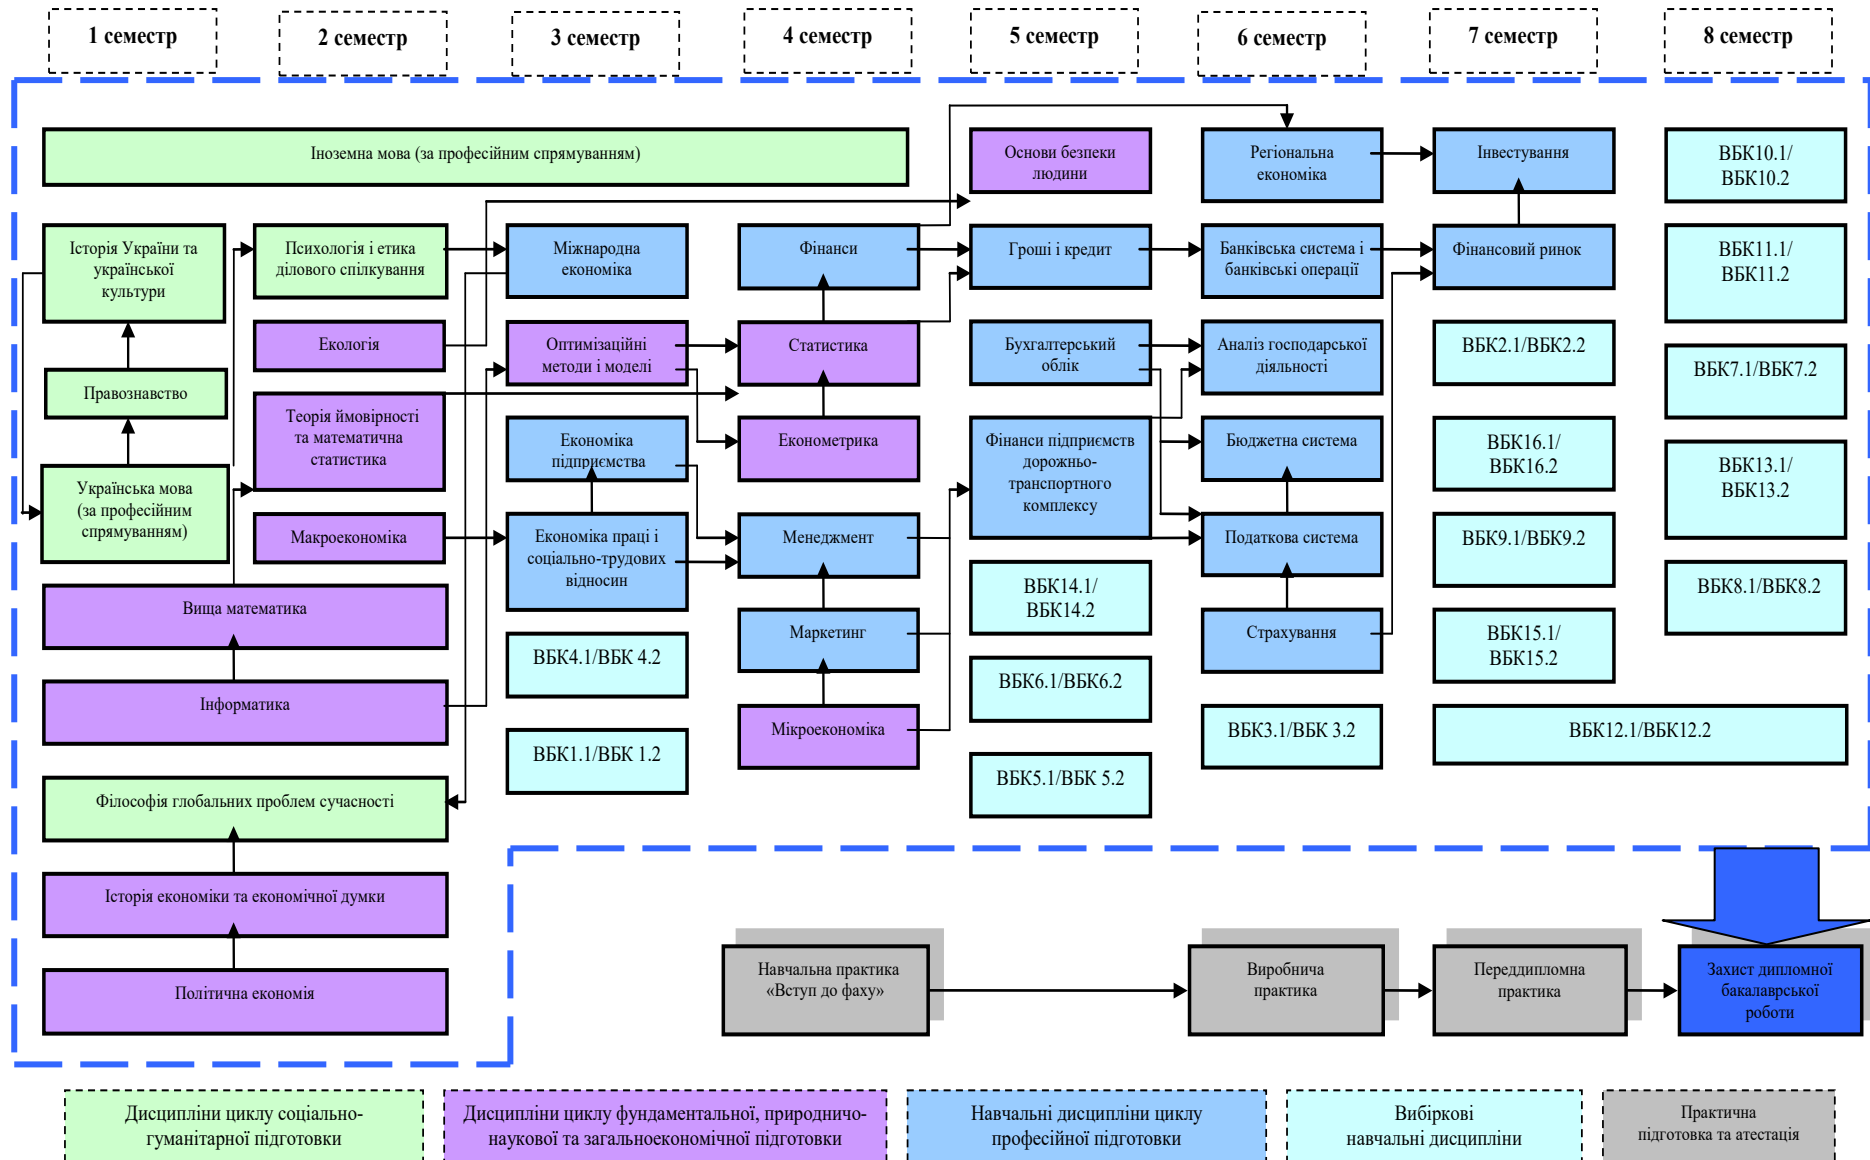 1 семестр
2 семестр
3 семестр
4 семестр
5 семестр
6 семестр
7 семестр
8 семестр
Іноземна мова (за професійним спрямуванням)
Основи безпеки
людини
Регіональна
економіка
Інвестування
ВБК10.1/
ВБК10.2
Історія України та
української
культури
Психологія і етика
ділового спілкування
Міжнародна
економіка
Фінанси
Гроші і кредит
Банківська система і
банківські операції
Фінансовий ринок
ВБК11.1/
ВБК11.2
Екологія
Оптимізаційні
методи і моделі
Статистика
Бухгалтерський
облік
Аналіз господарської
діяльності
ВБК2.1/ВБК2.2
ВБК7.1/ВБК7.2
Правознавство
Теорія ймовірності
та математична
статистика
Економіка
підприємства
Економетрика
Фінанси підприємств
дорожньо-
транспортного
комплексу
Бюджетна система
ВБК16.1/
ВБК16.2
ВБК13.1/
ВБК13.2
Українська мова
(за професійним
спрямуванням)
Макроекономіка
Економіка праці і
соціально-трудових
відносин
Менеджмент
Податкова система
ВБК9.1/ВБК9.2
ВБК8.1/ВБК8.2
Вища математика
ВБК14.1/
ВБК14.2
Маркетинг
Страхування
ВБК15.1/
ВБК15.2
ВБК4.1/ВБК 4.2
ВБК6.1/ВБК6.2
Інформатика
Мікроекономіка
ВБК3.1/ВБК 3.2
ВБК12.1/ВБК12.2
ВБК1.1/ВБК 1.2
ВБК5.1/ВБК 5.2
Філософія глобальних проблем сучасності
Історія економіки та економічної думки
Політична економія
Навчальна практика
«Вступ до фаху»
Виробнича
практика
Переддипломна
практика
Захист дипломної
бакалаврської
роботи
Дисципліни циклу соціально-
гуманітарної підготовки
Дисципліни циклу фундаментальної, природничо-
наукової та загальноекономічної підготовки
Навчальні дисципліни циклу
професійної підготовки
Вибіркові
навчальні дисципліни
Практична
підготовка та атестація